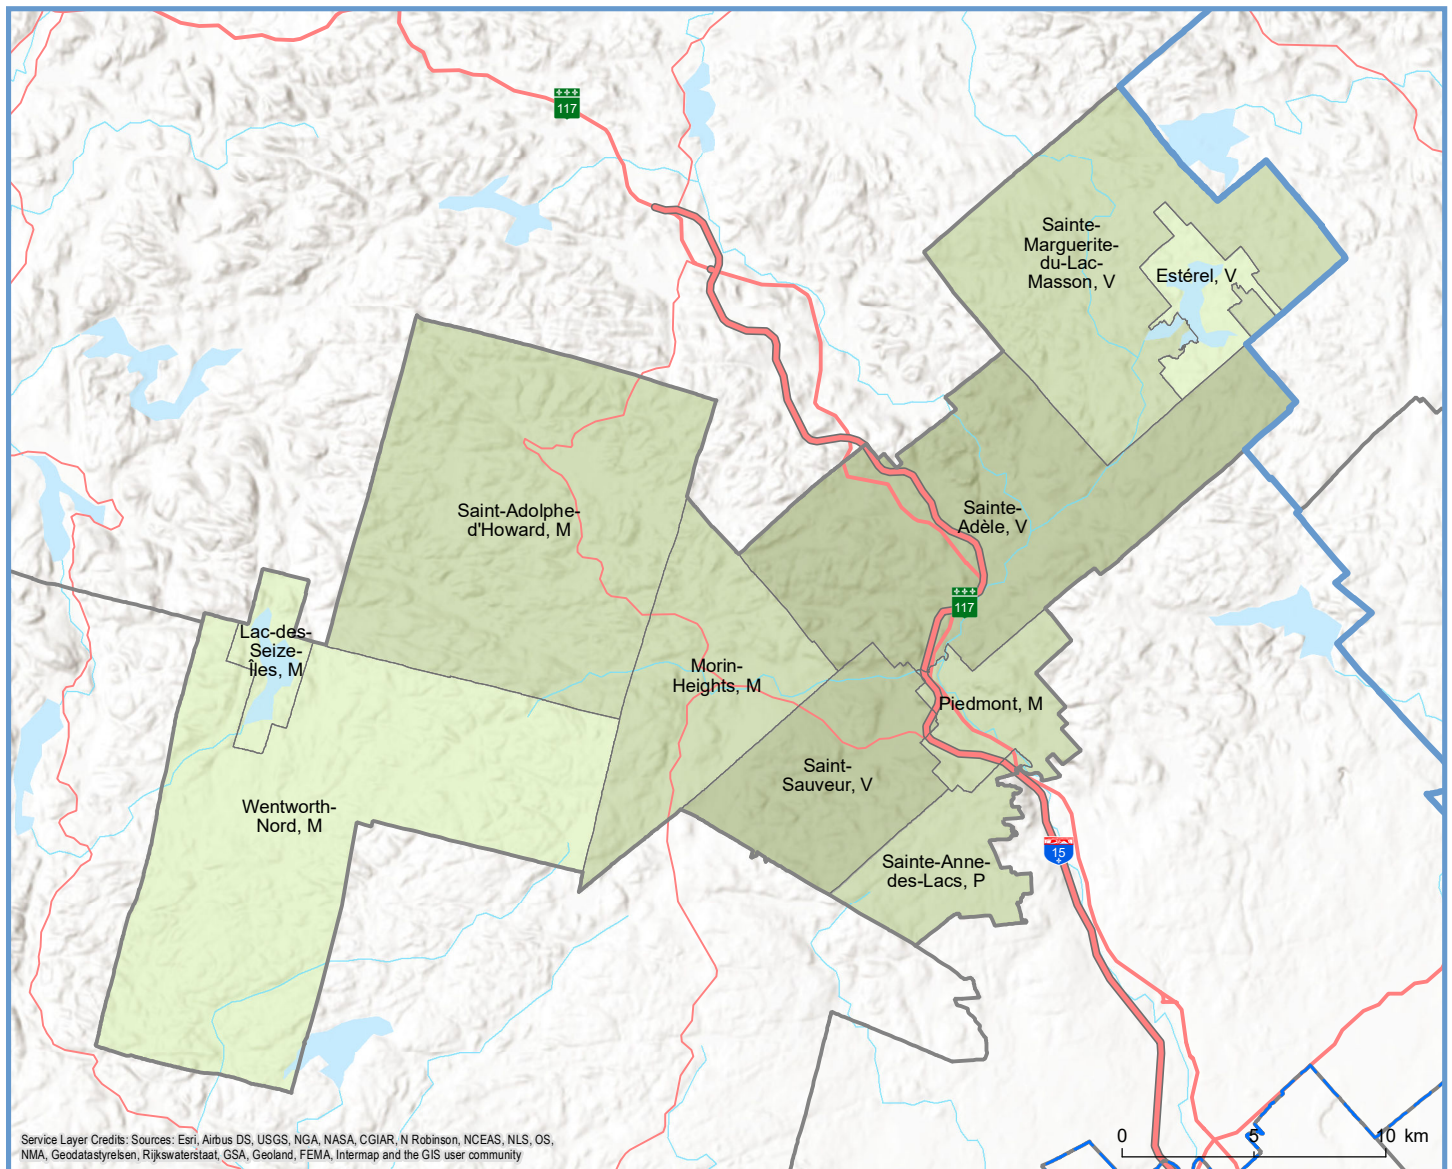 117
Sainte-
Marguerite-
du-Lac-
Masson, V
Estérel, V
Saint-Adolphe-
d'Howard, M
Sainte-
Adèle, V
117
Lac-des-
Seize-
Îles, M
Morin-
Heights, M
Piedmont, M
Saint-
Sauveur, V
Wentworth-
Nord, M
15
Sainte-Anne-
des-Lacs, P
0 5 10 km
Service Layer Credits: Sources: Esri, Airbus DS, USGS, NGA, NASA, CGIAR, N Robinson, NCEAS, NLS, OS,
NMA, Geodatastyrelsen, Rijkswaterstaat, GSA, Geoland, FEMA, Intermap and the GIS user community